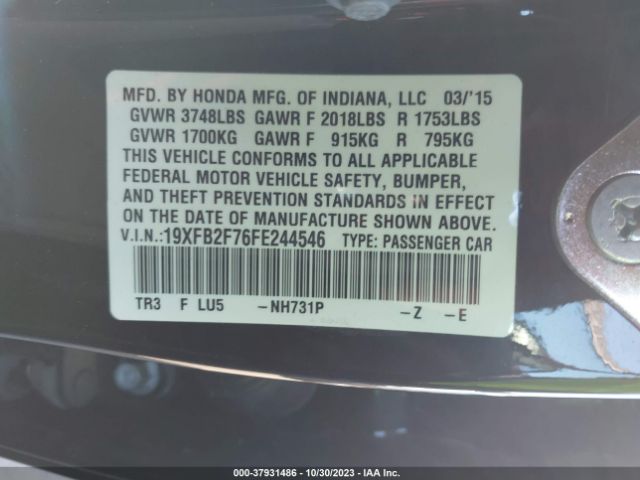 MFD. BY HONDA MFG. OF INDIANA, LLC 03/'15
GVWR 3748LBS GAWR F 2018LBS R 1753LBS
GVWR 1700KG GAWR F 915KG R 795KG
THIS VEHICLE CONFORMS TO ALL APPLICABLE
FEDERAL MOTOR VEHICLE SAFETY, BUMPER,
AND THEFT PREVENTION STANDARDS IN EFFECT
ON THE DATE OF MANUFACTURE SHOWN ABOVE.
V.I.N.:19XFB2F76FE244546 TYPE: PASSENGER CAR
TR3 F LU5 –NH731P –Z –E
000-37931486 - 10/30/2023 - IAA Inc.